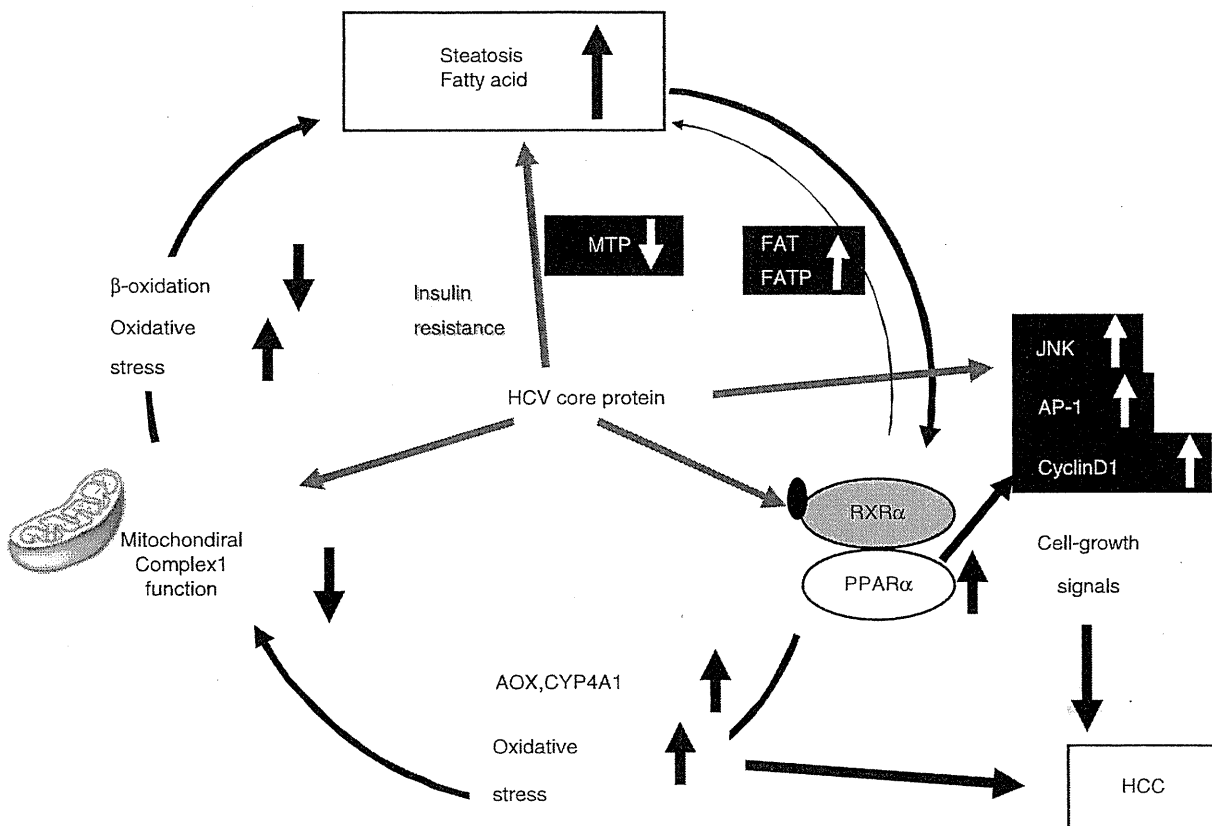 Steatosis
Fatty acid
MTP
FAT
FATP
β-oxidation
Oxidative
stress
Insulin
resistance
HCV core protein
JNK
AP-1
CyclinD1
RXRα
PPARα
Cell-growth
signals
Mitochondiral
Complex1
function
AOX,CYP4A1
Oxidative
stress
HCC